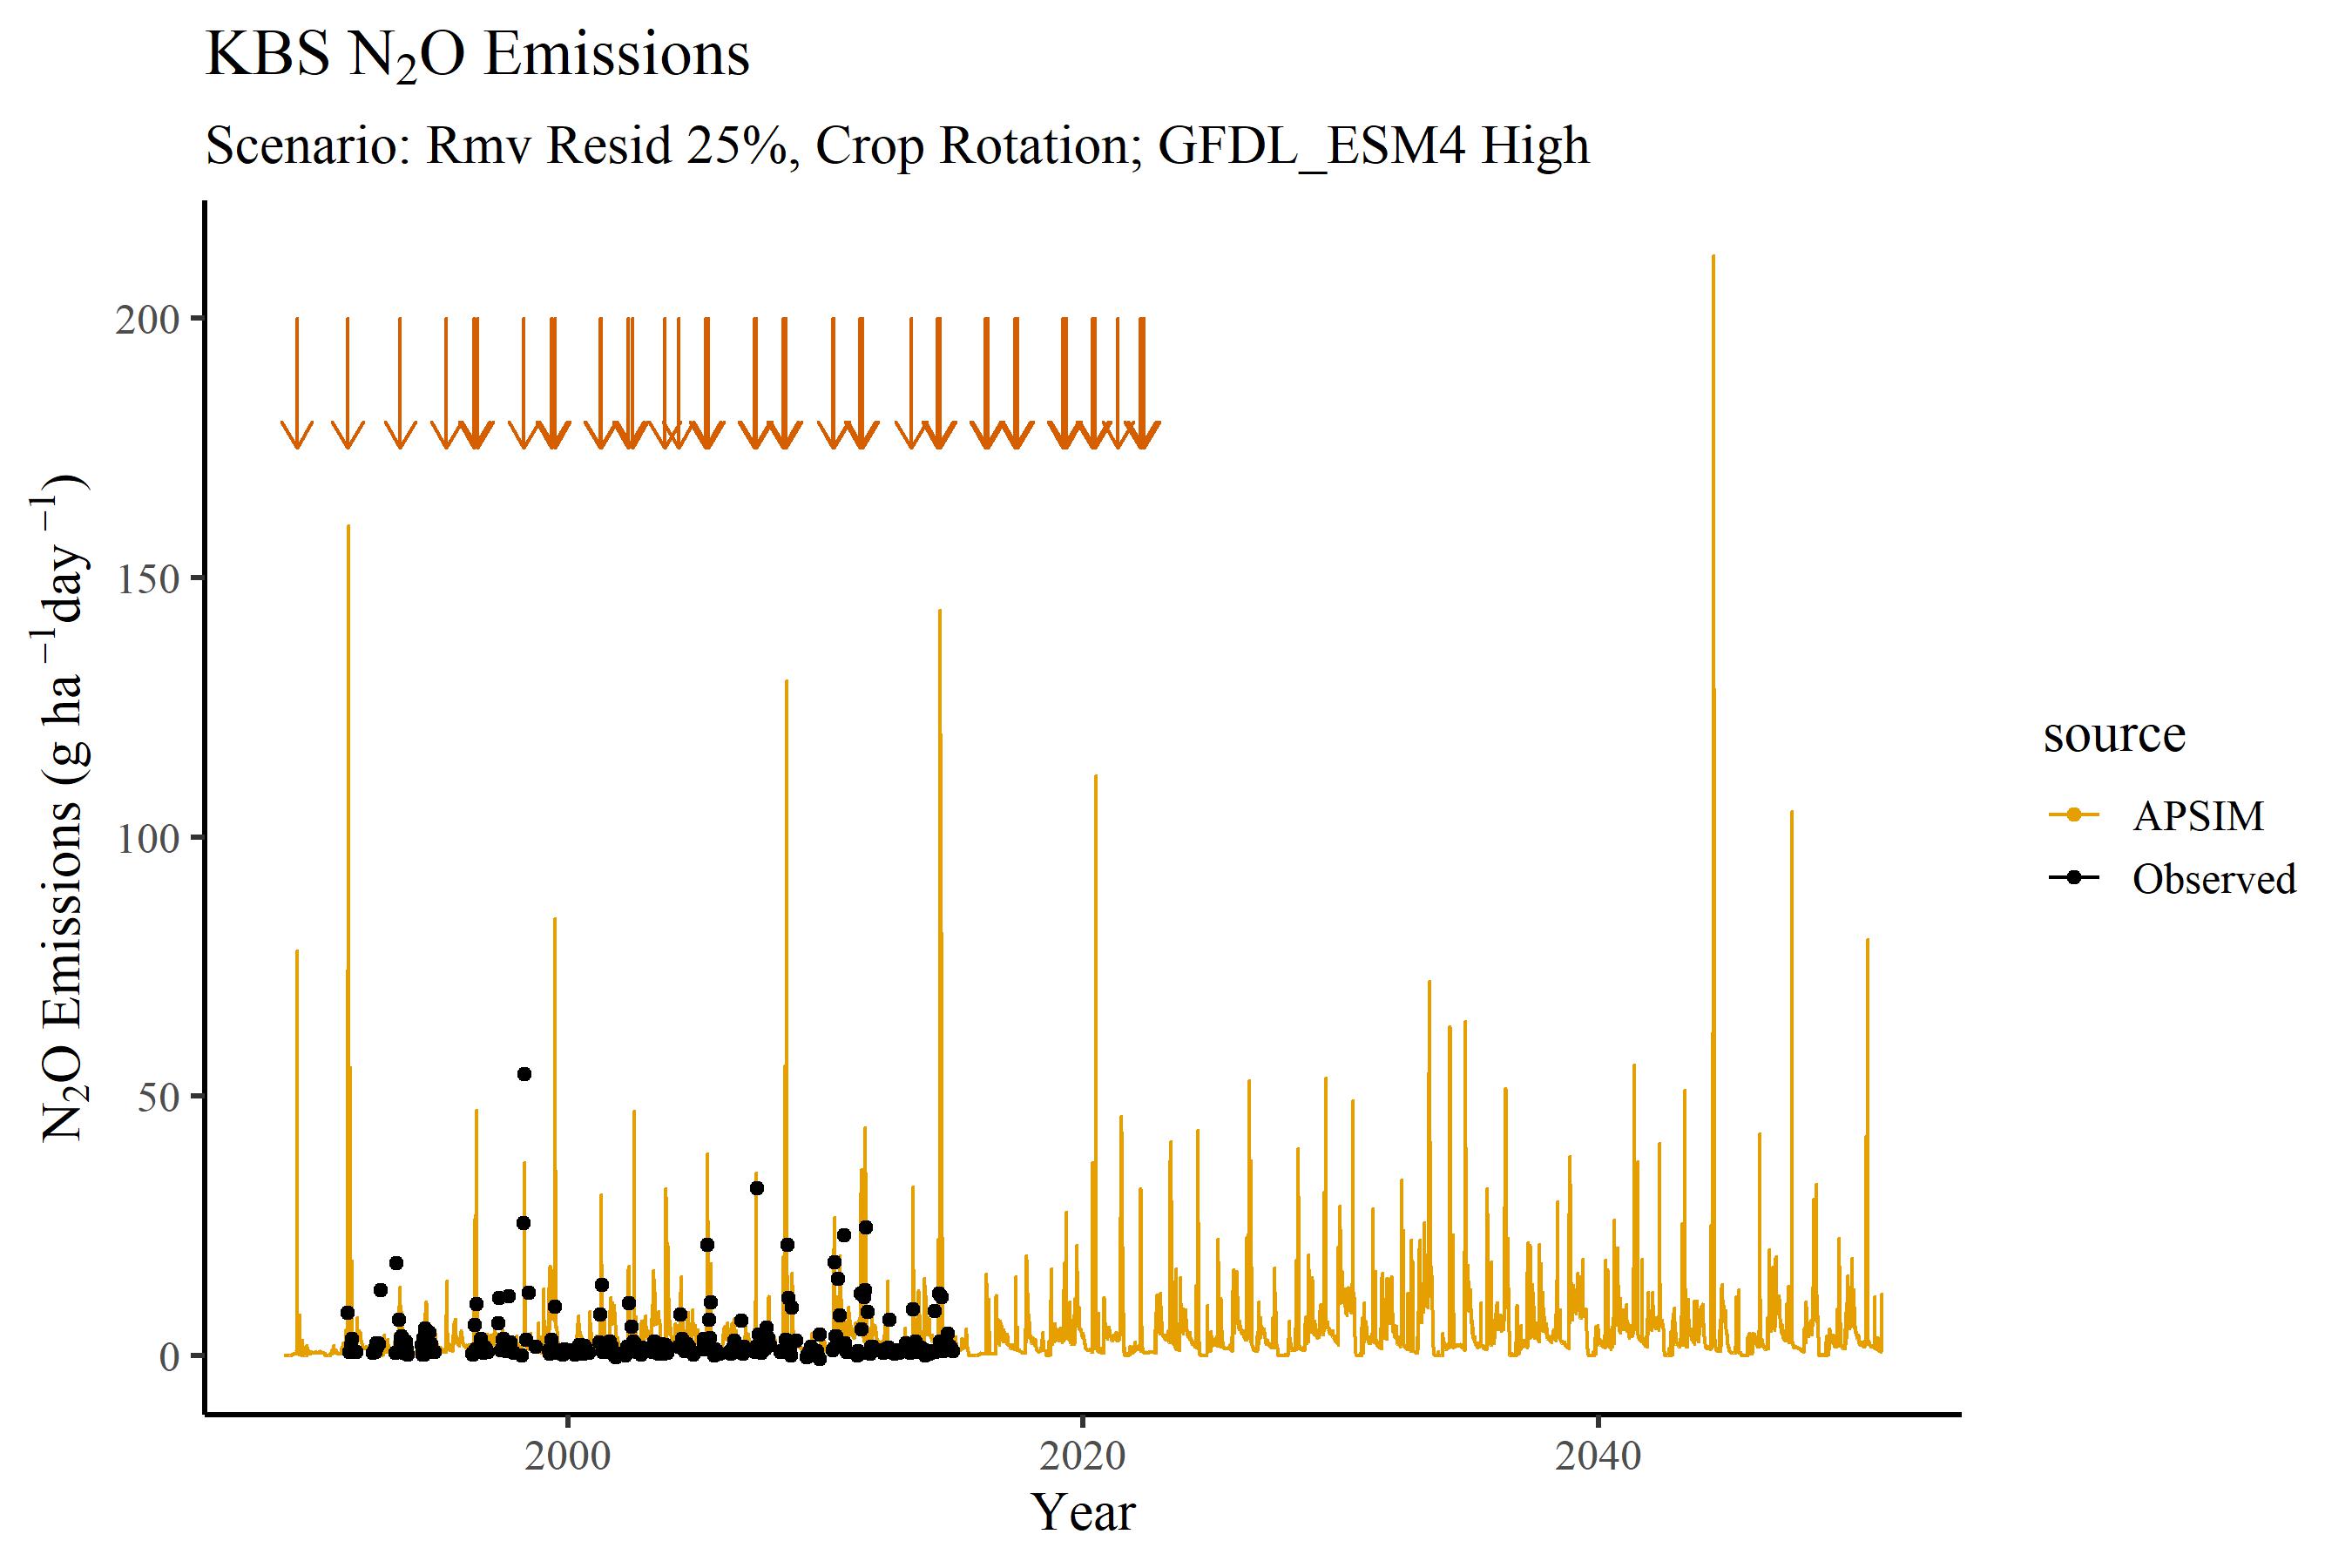 KBS N₂O Emissions
Scenario: Rmv Resid 25%, Crop Rotation; GFDL_ESM4 High
N₂O Emissions (g ha⁻¹day⁻¹)
200
150
100
50
0
2000
2020
2040
Year
source
APSIM
Observed